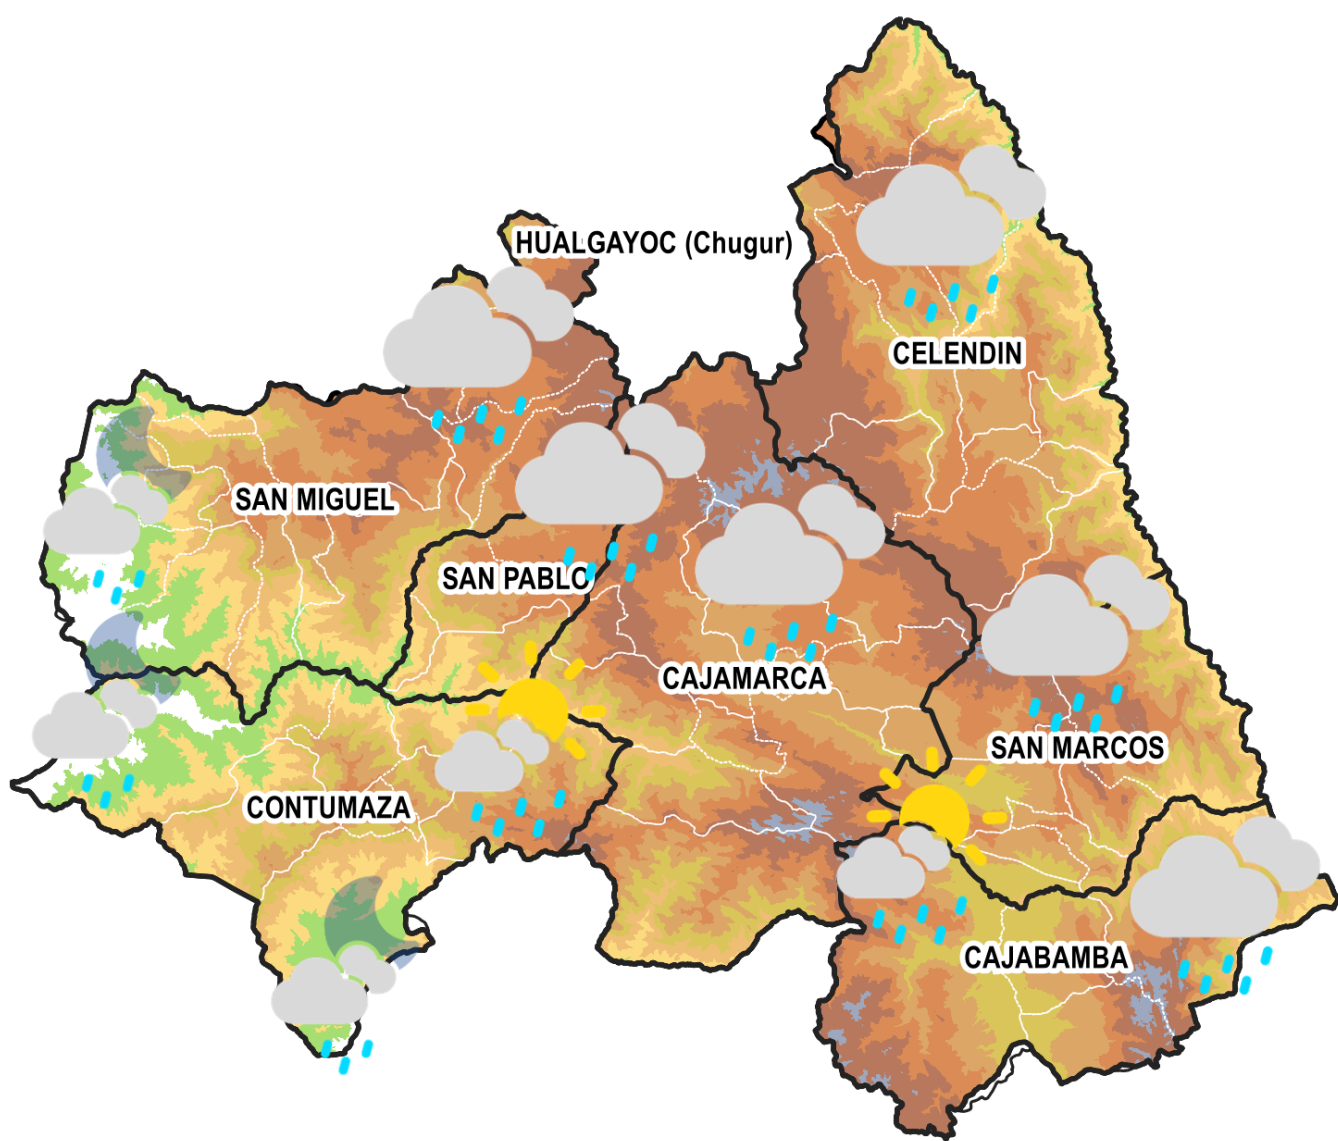 HUALGAYOC (Chugur)
CELENDIN
SAN MIGUEL
SAN PABLO
CAJAMARCA
SAN MARCOS
CONTUMAZA
CAJABAMBA